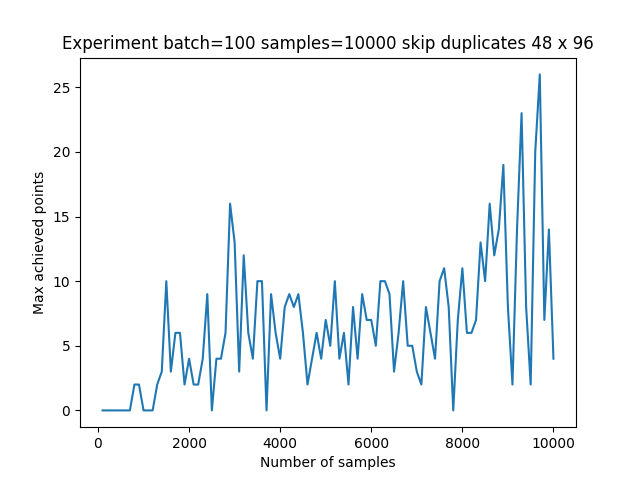 Experiment batch=100 samples=10000 skip duplicates 48 x 96
25
20
15
10
5
0
Max achieved points
0 2000 4000 6000 8000 10000
Number of samples